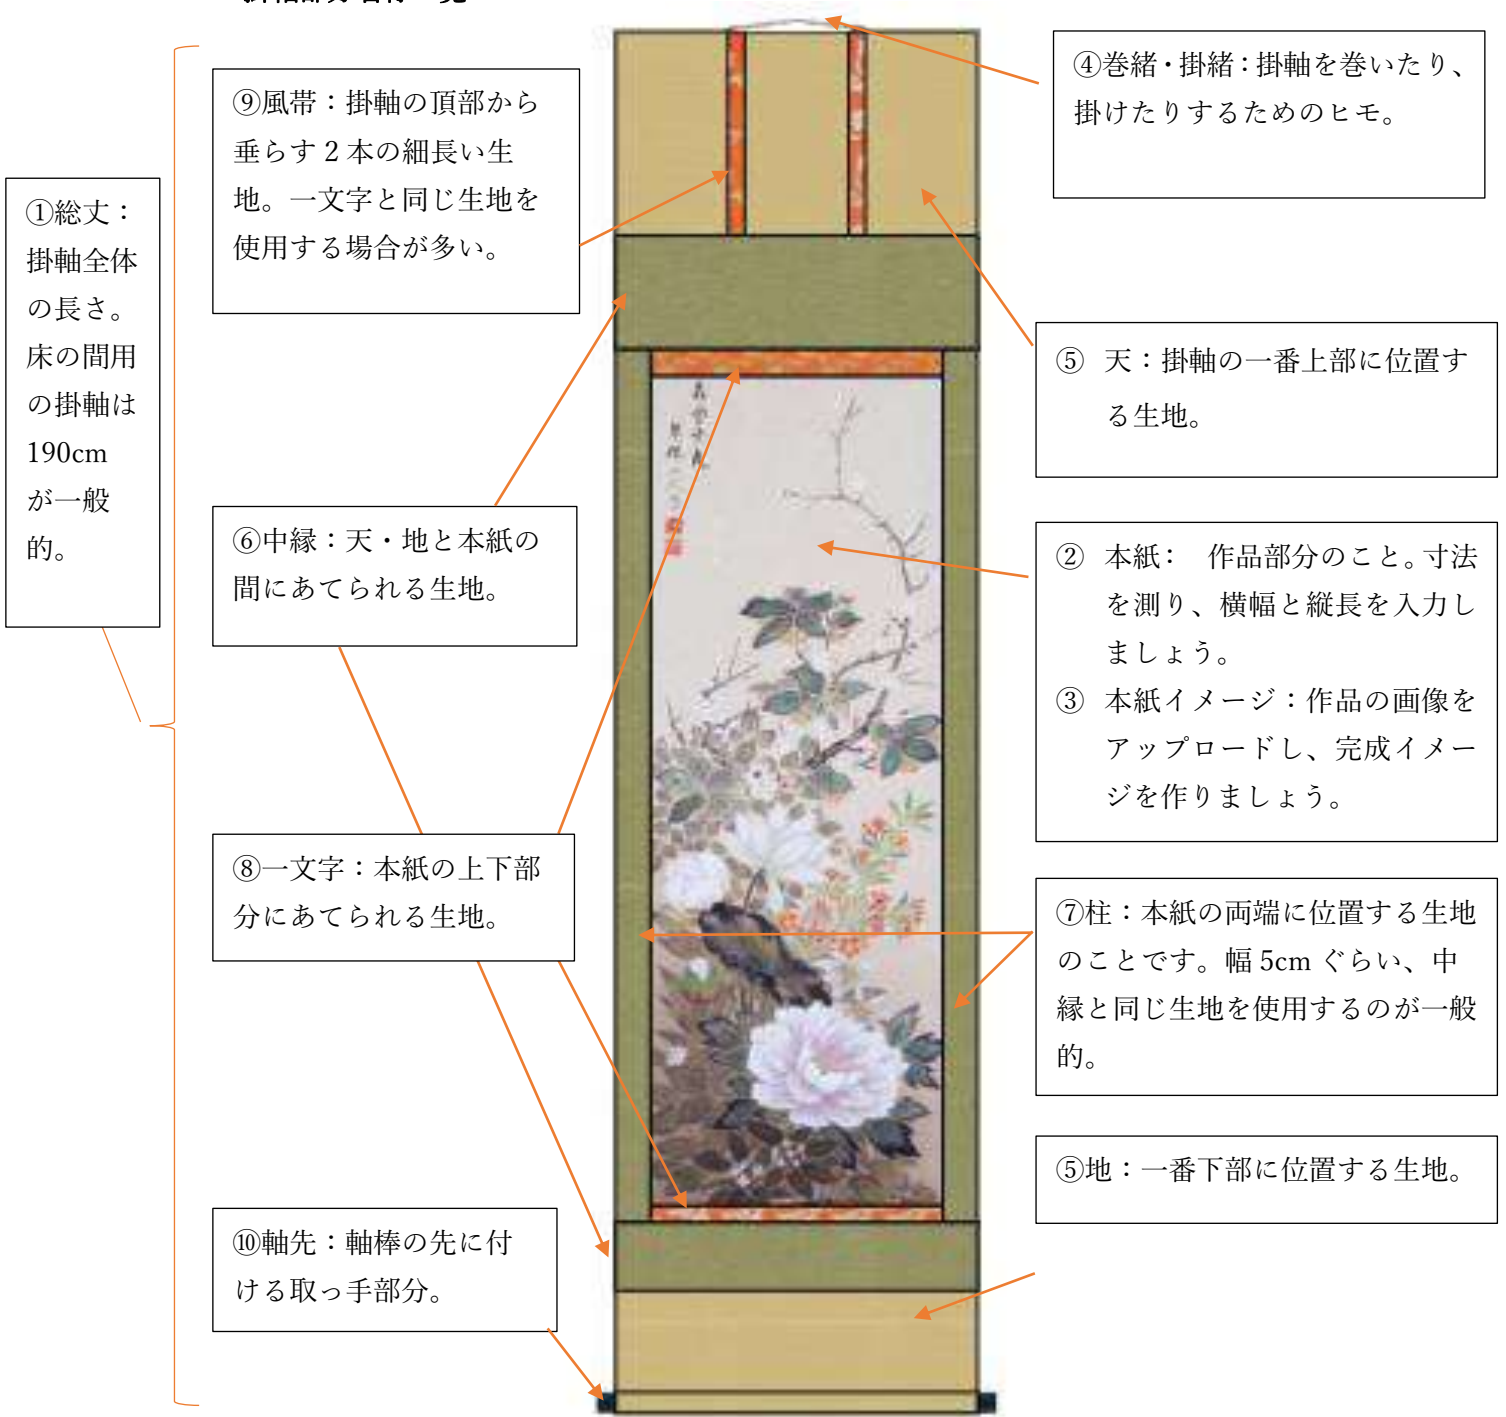 ①総丈：
掛軸全体
の長さ。
床の間用
の掛軸は
190cm
が一般
的。
⑨風帯：掛軸の頂部から
垂らす２本の細長い生
地。一文字と同じ生地を
使用する場合が多い。
④巻緒・掛緒：掛軸を巻いたり、
掛けたりするためのヒモ。
⑤ 天：掛軸の一番上部に位置す
る生地。
⑥中縁：天・地と本紙の
間にあてられる生地。
② 本紙： 作品部分のこと。寸法
を測り、横幅と縦長を入力し
ましょう。
③ 本紙イメージ：作品の画像を
アップロードし、完成イメー
ジを作りましょう。
⑧一文字：本紙の上下部
分にあてられる生地。
⑦柱：本紙の両端に位置する生地
のことです。幅 5cm ぐらい、中
縁と同じ生地を使用するのが一般
的。
⑤地：一番下部に位置する生地。
⑩軸先：軸棒の先に付
ける取っ手部分。